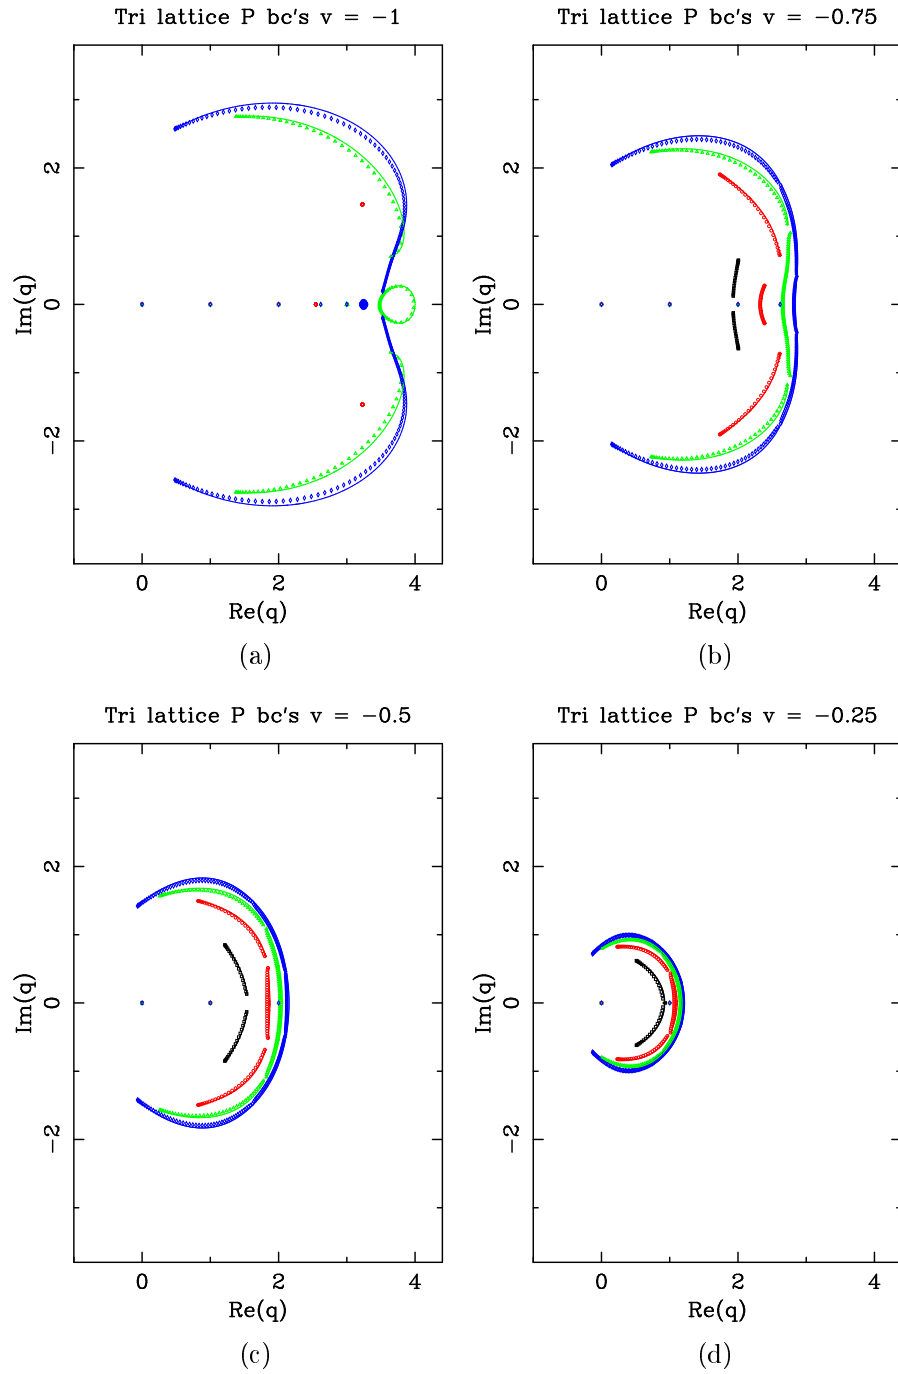 Tri lattice P bc's v = −1
Tri lattice P bc's v = −0.75
Im(q)
2
0
−2
0 2 4
Re(q)
(a)
Im(q)
2
0
−2
0 2 4
Re(q)
(b)
Tri lattice P bc's v = −0.5
Tri lattice P bc's v = −0.25
Im(q)
2
0
−2
0 2 4
Re(q)
(c)
Im(q)
2
0
−2
0 2 4
Re(q)
(d)